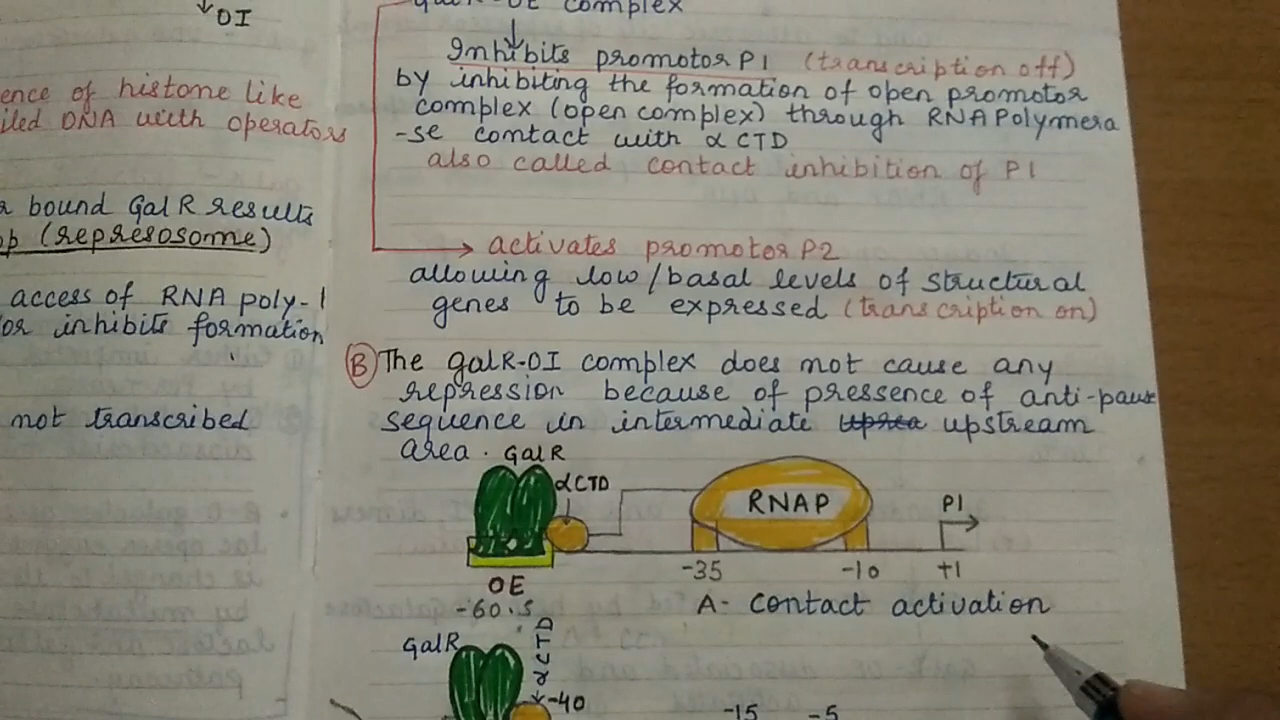 OI
ence of histome like
iled DNA with operators
r bound GalR results
op (represosome)
access of RNA poly-
or inhibits formation
not transcribed
galR-OE complex
Inhibits promotor P1 (transcription off)
by inhibiting the formation of open promotor
complex (open complex) through RNA Polymera
-se contact with α CTD
also called contact inhibition of P1
activates promotor P2
allowing low/basal levels of structural
genes to be expressed (transcription on)
(B) The galR-OI complex does not cause any
repression because of pressence of anti-pause
sequence in intermediate upstream
area.
GalR
αCTD
RNAP
P1
-35
-10
+1
OE
-60.5
A- contact activation
GalR
αCTD
-40
-15
-5